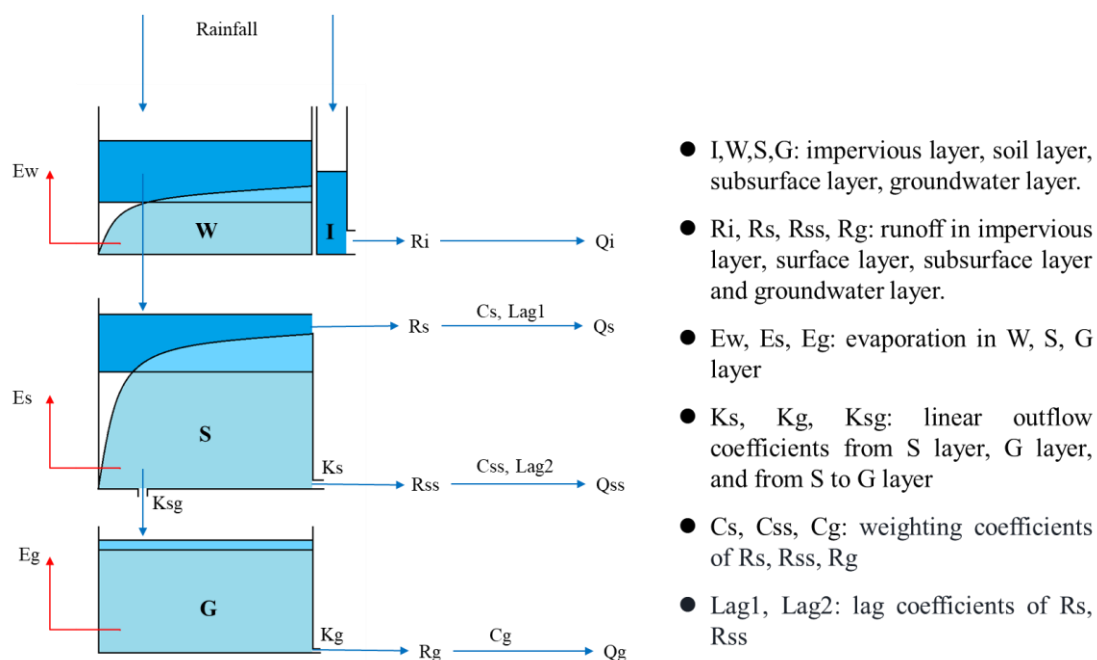 Rainfall
Ew
W
I
Ri
Qi
Rs
Cs, Lag1
Qs
Es
S
Ks
Rss
Css, Lag2
Qss
Ksg
Eg
G
Kg
Rg
Cg
Qg
● I,W,S,G: impervious layer, soil layer,
subsurface layer, groundwater layer.
● Ri, Rs, Rss, Rg: runoff in impervious
layer, surface layer, subsurface layer
and groundwater layer.
● Ew, Es, Eg: evaporation in W, S, G
layer
● Ks, Kg, Ksg: linear outflow
coefficients from S layer, G layer,
and from S to G layer
● Cs, Css, Cg: weighting coefficients
of Rs, Rss, Rg
● Lag1, Lag2: lag coefficients of Rs,
Rss